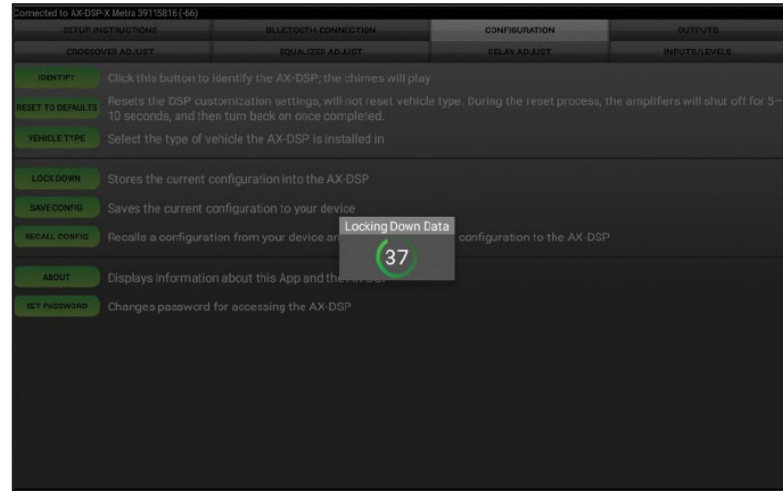 Connected to AX-DSP-X Metra 39115816 (-66)
SETUP INSTRUCTIONS BLUETOOTH CONNECTION CONFIGURATION OUTPUTS
CROSSOVER ADJUST EQUALIZER ADJUST DELAY ADJUST INPUTS/LEVELS
IDENTIFY Click this button to identify the AX-DSP, the chimes will play
RESET TO DEFAULTS Resets the DSP customization settings, will not reset vehicle type. During the reset process, the amplifiers will shut off for 5-
10 seconds, and then turn back on once completed.
VEHICLE TYPE Select the type of vehicle the AX-DSP is installed in
LOCK DOWN Stores the current configuration into the AX-DSP
SAVE CONFIG Saves the current configuration to your device
Locking Down Data
RECALL CONFIG Recalls a configuration from your device an configuration to the AX-DSP
37
ABOUT Displays information about this App and the
SET PASSWORD Changes password for accessing the AX-DSP